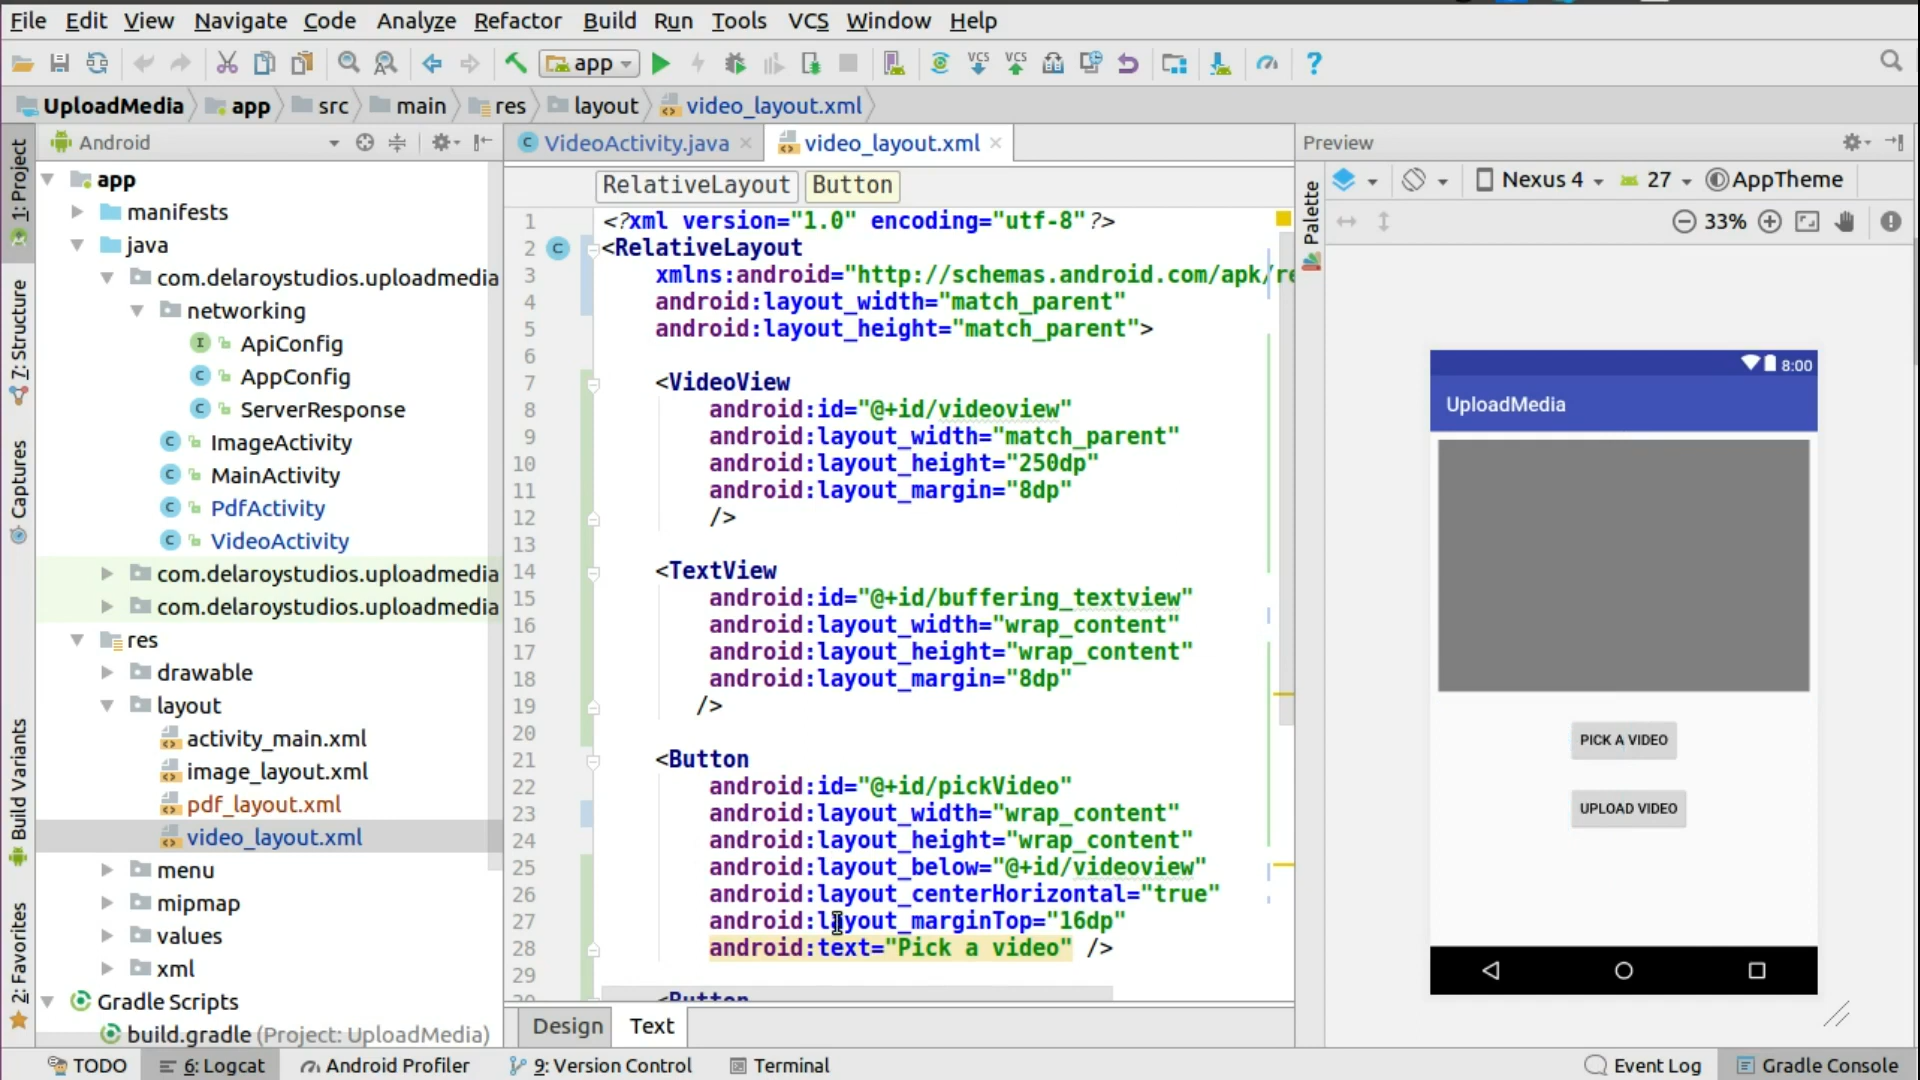 File Edit View Navigate Code Analyze Refactor Build Run Tools VCS Window Help
app VCS VCS ?
UploadMedia app src main res layout video_layout.xml
Android
VideoActivity.java video_layout.xml
Preview
RelativeLayout Button
Nexus 4 27 AppTheme
33%
Palette
1: Project
7: Structure
Captures
Build Variants
2: Favorites
app
manifests
java
com.delaroystudios.uploadmedia
networking
ApiConfig
AppConfig
ServerResponse
ImageActivity
MainActivity
PdfActivity
VideoActivity
com.delaroystudios.uploadmedia
com.delaroystudios.uploadmedia
res
drawable
layout
activity_main.xml
image_layout.xml
pdf_layout.xml
video_layout.xml
menu
mipmap
values
xml
Gradle Scripts
build.gradle (Project: UploadMedia)
1 <?xml version="1.0" encoding="utf-8"?>
2 <RelativeLayout
3 xmlns:android="http://schemas.android.com/apk/re
4 android:layout_width="match_parent"
5 android:layout_height="match_parent">
6
7 <VideoView
8 android:id="@+id/videoview"
9 android:layout_width="match_parent"
10 android:layout_height="250dp"
11 android:layout_margin="8dp"
12 />
13
14 <TextView
15 android:id="@+id/buffering_textview"
16 android:layout_width="wrap_content"
17 android:layout_height="wrap_content"
18 android:layout_margin="8dp"
19 />
20
21 <Button
22 android:id="@+id/pickVideo"
23 android:layout_width="wrap_content"
24 android:layout_height="wrap_content"
25 android:layout_below="@+id/videoview"
26 android:layout_centerHorizontal="true"
27 android:layout_marginTop="16dp"
28 android:text="Pick a video" />
29
30 <Button
8:00
UploadMedia
PICK A VIDEO
UPLOAD VIDEO
Design Text
TODO 6: Logcat Android Profiler 9: Version Control Terminal Event Log Gradle Console